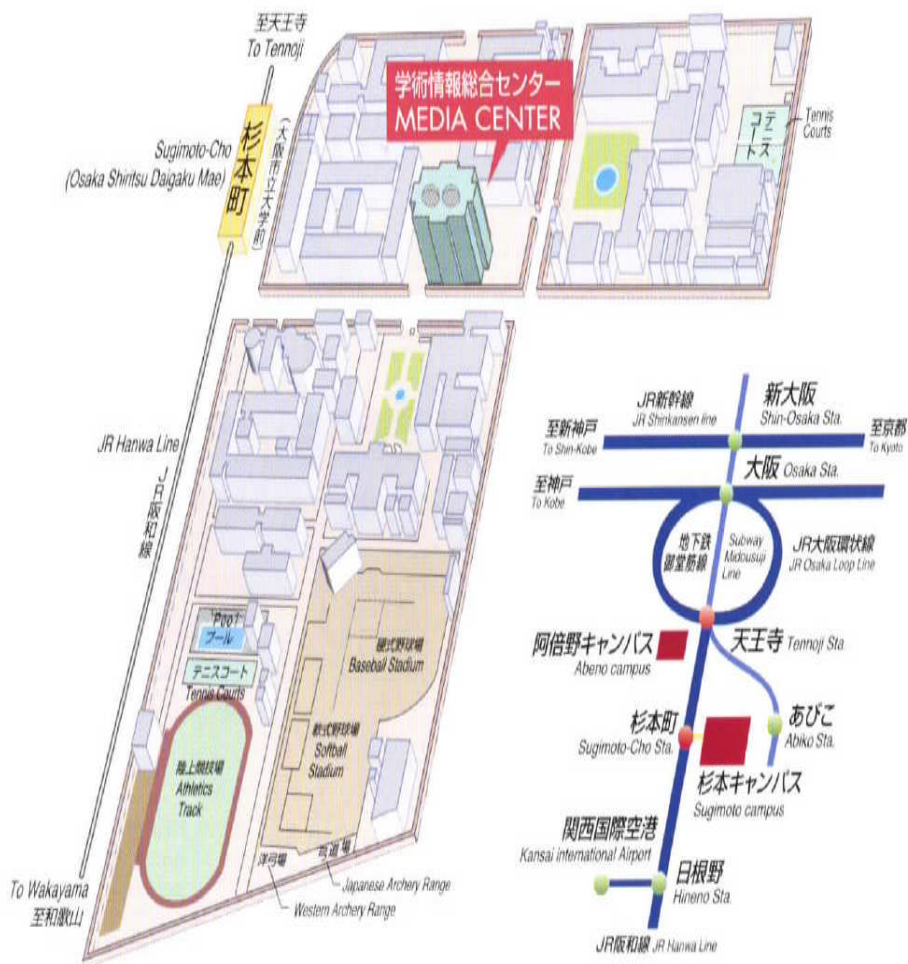 至天王寺
To Tennoji
学術情報総合センター
MEDIA CENTER
テニス
コート
Tennis
Courts
Sugimoto-Cho
(Osaka Shiritsu Daigaku Mae)
杉本町
(大阪市立大学前)
JR Hanwa Line
JR阪和線
Pool
プール
テニスコート
Tennis Courts
硬式野球場
Baseball Stadium
軟式野球場
Softball
Stadium
陸上競技場
Athletics
Track
洋弓場
弓道場
Japanese Archery Range
Western Archery Range
To Wakayama
至和歌山
新大阪
Shin-Osaka Sta.
JR新幹線
JR Shinkansen line
至新神戸
To Shin-Kobe
至京都
To Kyoto
大阪 Osaka Sta.
至神戸
To Kobe
地下鉄
御堂筋線
Subway
Midousuji
Line
JR大阪環状線
JR Osaka Loop Line
天王寺 Tennoji Sta
阿倍野キャンパス
Abeno campus
杉本町
Sugimoto-Cho Sta.
あびこ
Abiko Sta.
杉本キャンパス
Sugimoto campus
関西国際空港
Kansai international Airport
日根野
Hineno Sta.
JR阪和線 JR Hanwa Line